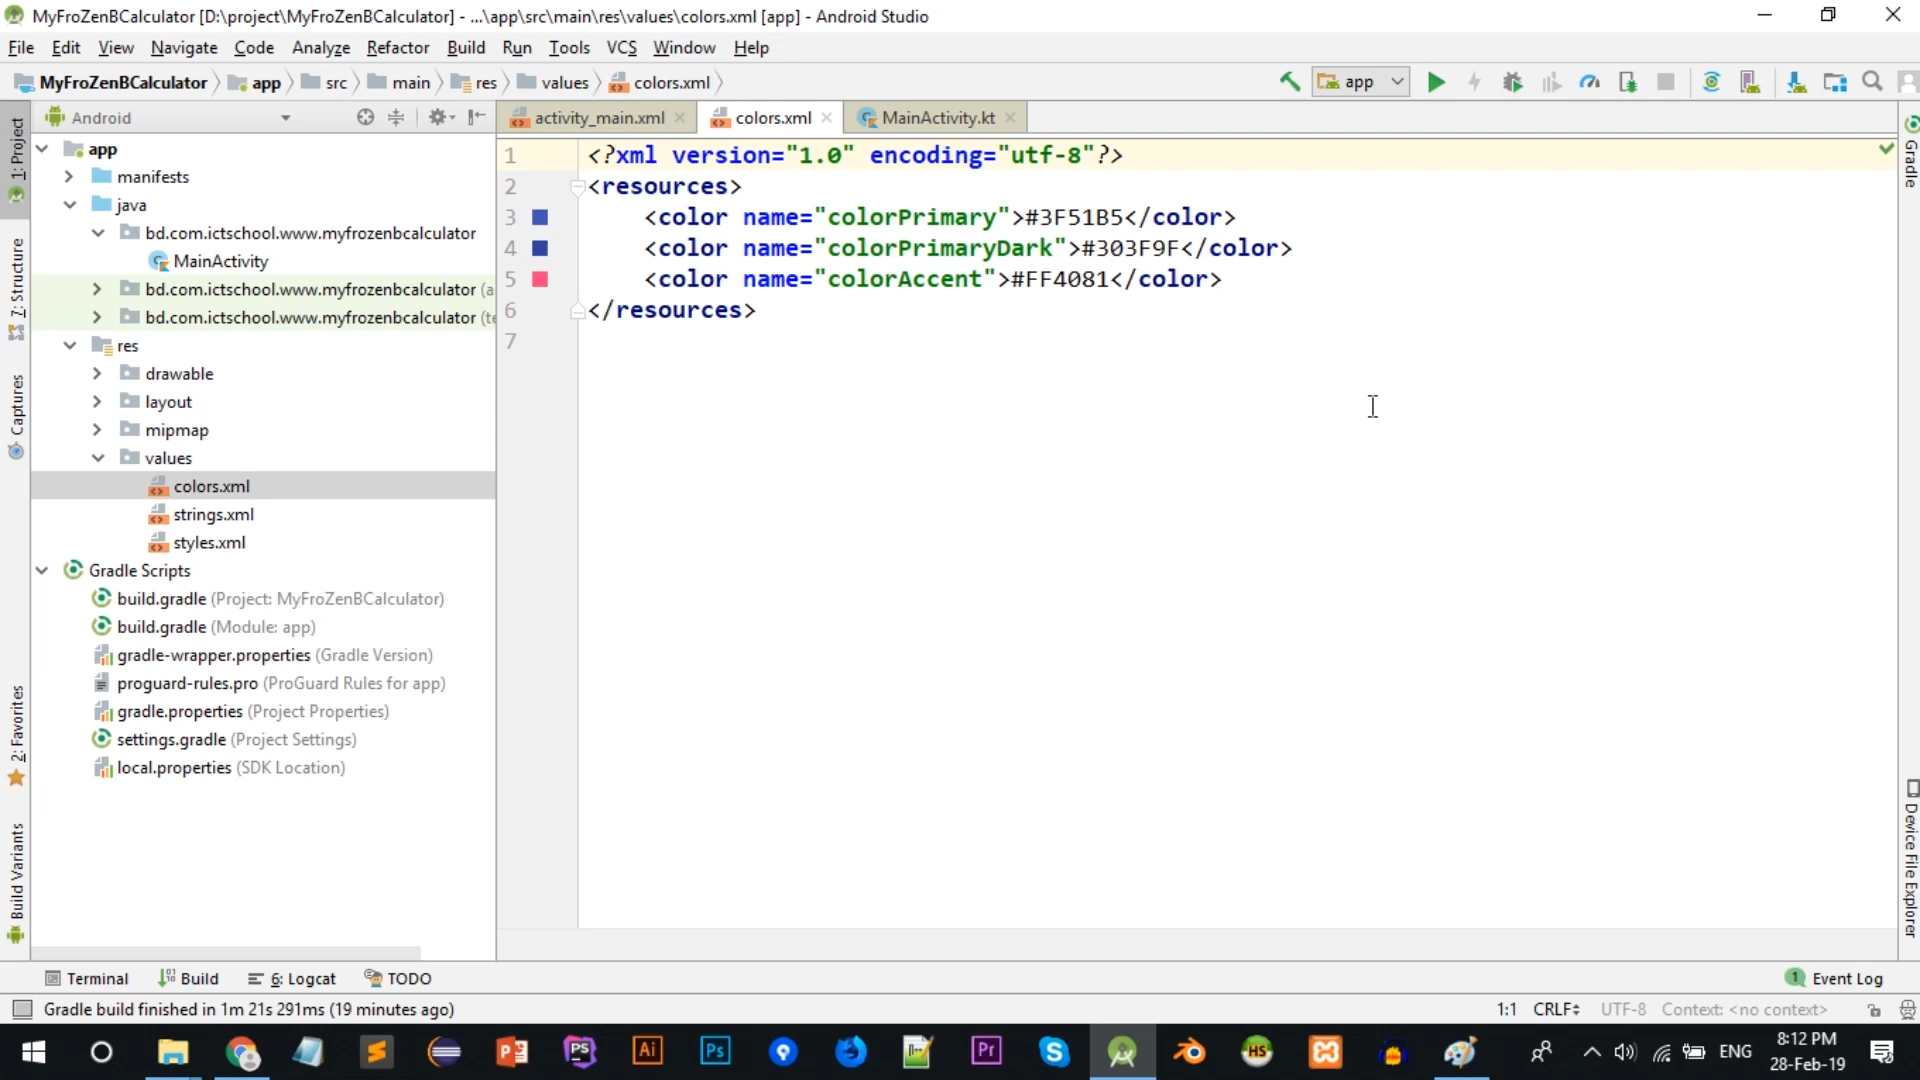 MyFroZenBCalculator [D:\project\MyFroZenBCalculator] - ...\app\src\main\res\values\colors.xml [app] - Android Studio
File Edit View Navigate Code Analyze Refactor Build Run Tools VCS Window Help
MyFroZenBCalculator app src main res values colors.xml app
Android
activity_main.xml colors.xml MainActivity.kt
1: Project
7: Structure
Captures
2: Favorites
Build Variants
app
manifests
java
bd.com.ictschool.www.myfrozenbcalculator
MainActivity
bd.com.ictschool.www.myfrozenbcalculator (a
bd.com.ictschool.www.myfrozenbcalculator (te
res
drawable
layout
mipmap
values
colors.xml
strings.xml
styles.xml
Gradle Scripts
build.gradle (Project: MyFroZenBCalculator)
build.gradle (Module: app)
gradle-wrapper.properties (Gradle Version)
proguard-rules.pro (ProGuard Rules for app)
gradle.properties (Project Properties)
settings.gradle (Project Settings)
local.properties (SDK Location)
1 <?xml version="1.0" encoding="utf-8"?>
2 <resources>
3 <color name="colorPrimary">#3F51B5</color>
4 <color name="colorPrimaryDark">#303F9F</color>
5 <color name="colorAccent">#FF4081</color>
6 </resources>
7
Gradle
Device File Explorer
Terminal Build 6: Logcat TODO 1 Event Log
Gradle build finished in 1m 21s 291ms (19 minutes ago) 1:1 CRLF UTF-8 Context: <no context>
PS Ai Ps Pr S HS ENG 8:12 PM
28-Feb-19